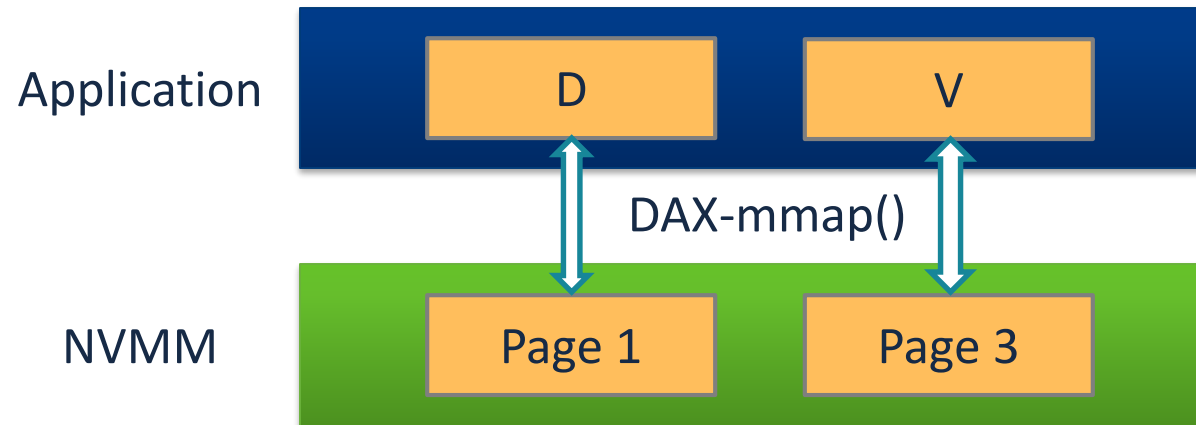 Application
D
V
DAX-mmap()
NVMM
Page 1
Page 3